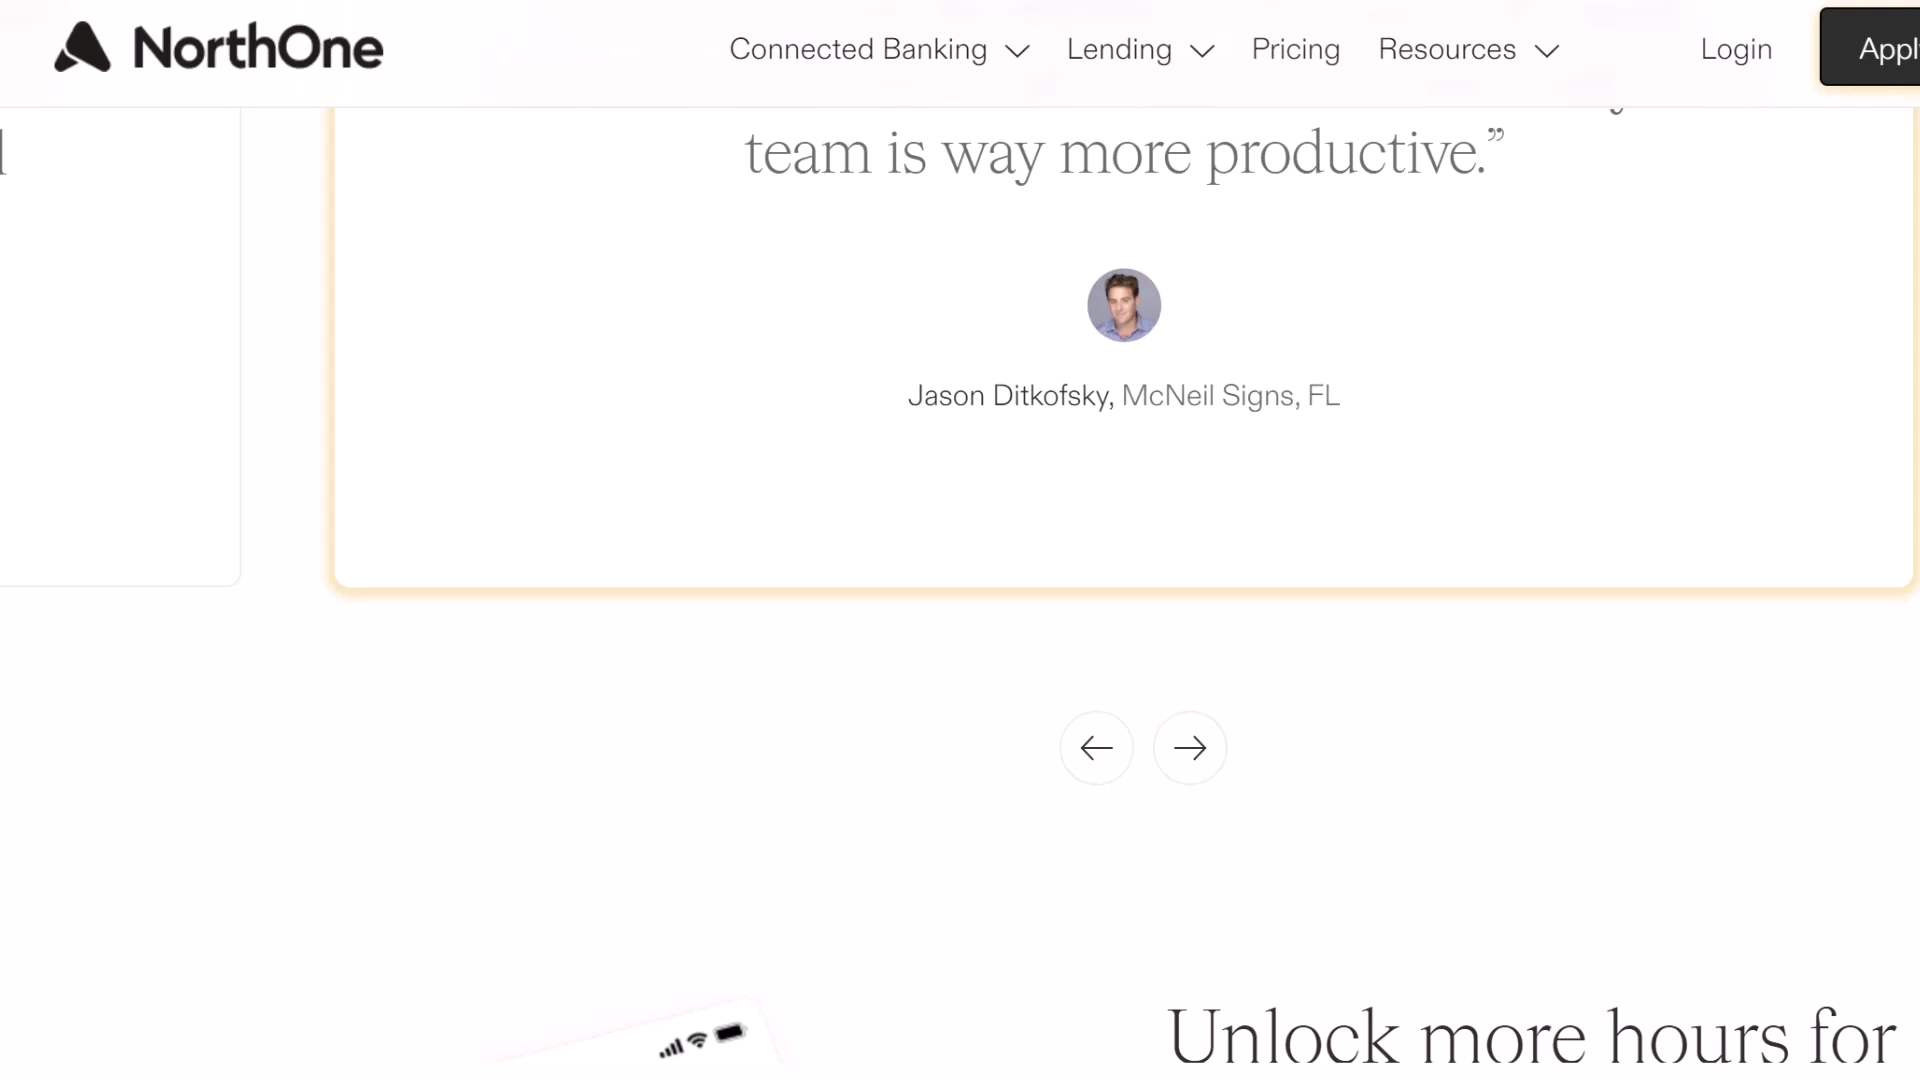 NorthOne
Connected Banking
Lending
Pricing
Resources
Login
team is way more productive.”
Jason Ditkofsky, McNeil Signs, FL
Unlock more hours for